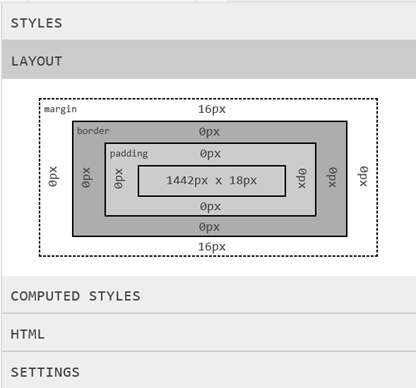 STYLES
LAYOUT
margin
16px
border
0px
padding
0px
0px
0px
0px
1442px x 18px
0px
0px
0px
0px
0px
16px
COMPUTED STYLES
HTML
SETTINGS